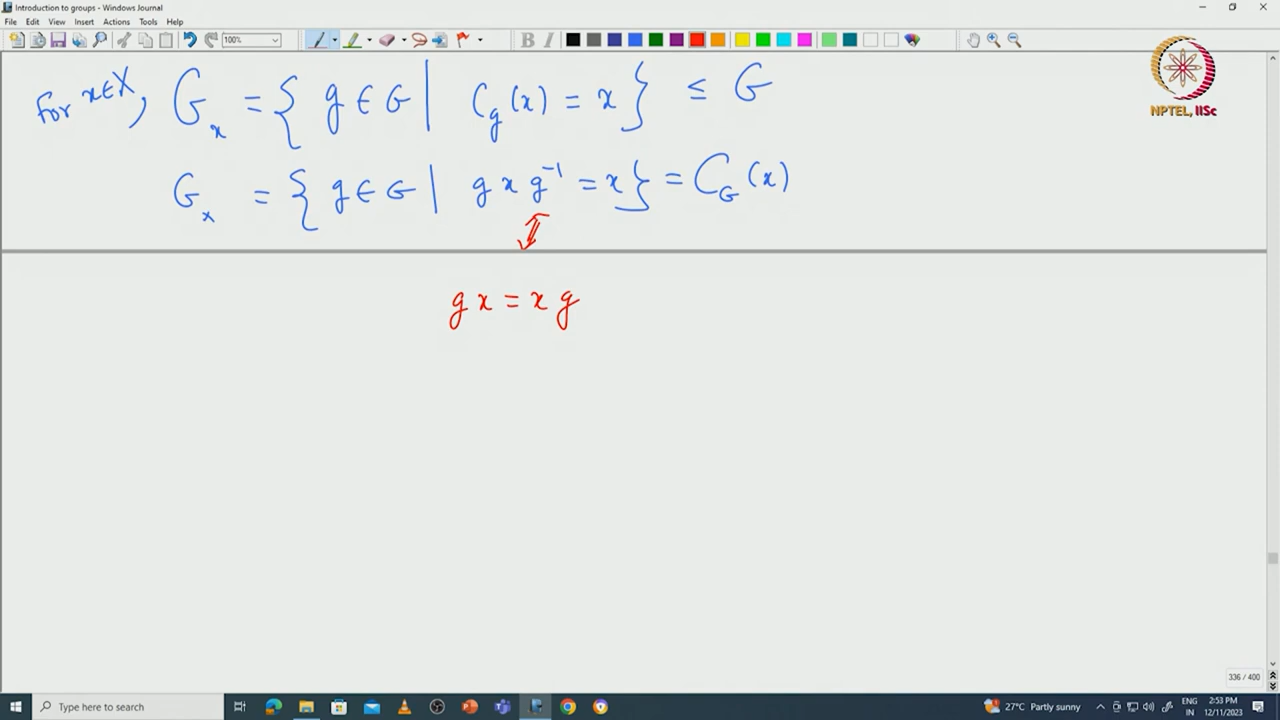 Introduction to groups - Windows Journal
File Edit View Insert Actions Tools Help
100%
B I
For x ∈ X, G_x = { g ∈ G | C_g(x) = x } ≤ G
G_x = { g ∈ G | g x g^{-1} = x } = C_G(x)
⇕
g x = x g
NPTEL, IISc
336 / 400
Type here to search
27°C Partly sunny
ENG
IN
2:53 PM
12/11/2023